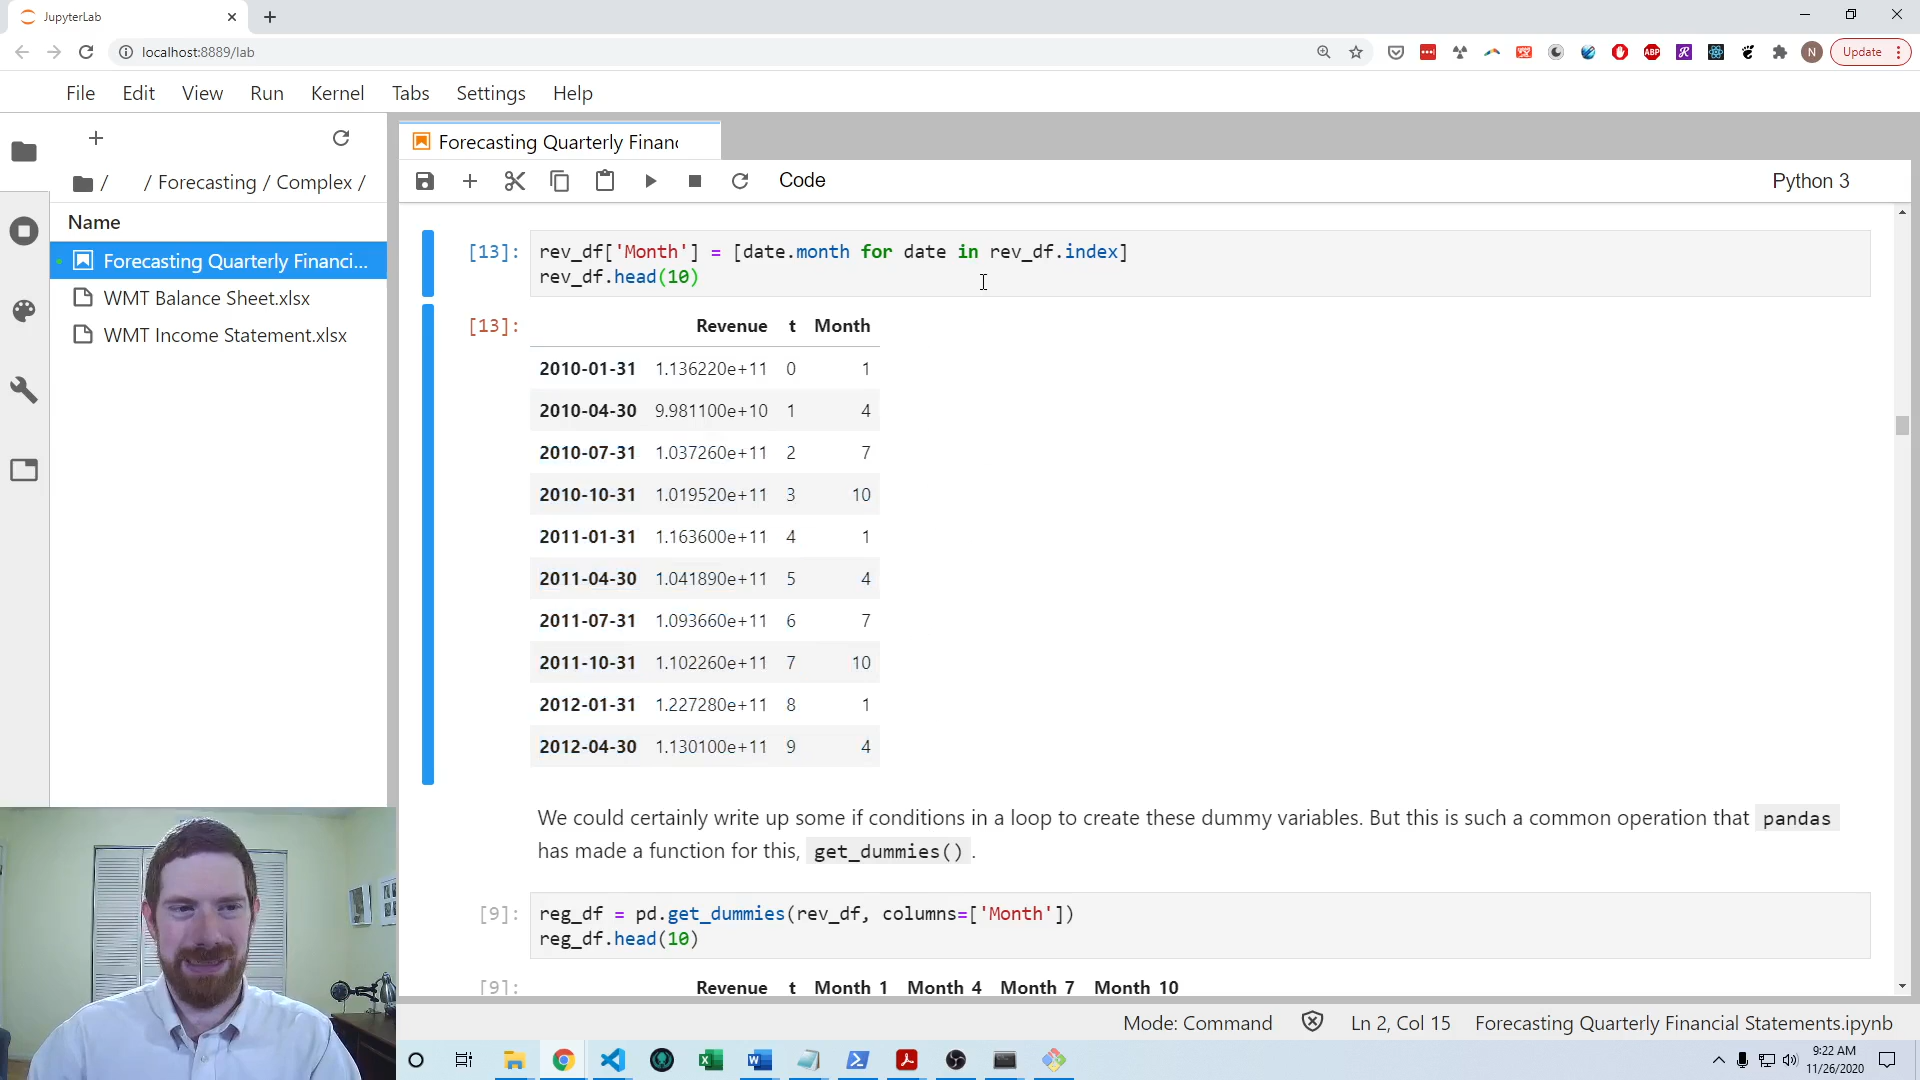 JupyterLab
localhost:8889/lab
ABP
N
Update
File Edit View Run Kernel Tabs Settings Help
Forecasting Quarterly Finan
/ / Forecasting / Complex /
Code
Python 3
Name
Forecasting Quarterly Financi...
WMT Balance Sheet.xlsx
WMT Income Statement.xlsx
[13]: rev_df['Month'] = [date.month for date in rev_df.index]
rev_df.head(10)
[13]: Revenue t Month
2010-01-31 1.136220e+11 0 1
2010-04-30 9.981100e+10 1 4
2010-07-31 1.037260e+11 2 7
2010-10-31 1.019520e+11 3 10
2011-01-31 1.163600e+11 4 1
2011-04-30 1.041890e+11 5 4
2011-07-31 1.093660e+11 6 7
2011-10-31 1.102260e+11 7 10
2012-01-31 1.227280e+11 8 1
2012-04-30 1.130100e+11 9 4
We could certainly write up some if conditions in a loop to create these dummy variables. But this is such a common operation that pandas
has made a function for this, get_dummies() .
[9]: reg_df = pd.get_dummies(rev_df, columns=['Month'])
reg_df.head(10)
[9]: Revenue t Month 1 Month 4 Month 7 Month 10
Mode: Command Ln 2, Col 15 Forecasting Quarterly Financial Statements.ipynb
9:22 AM
11/26/2020